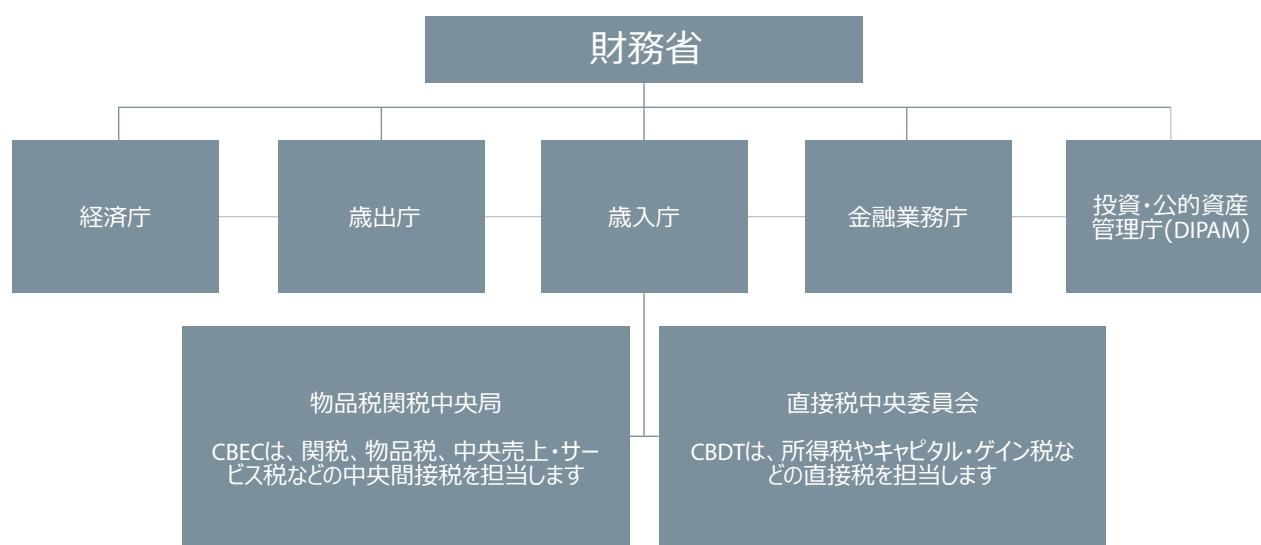 財務省
経済庁
歳出庁
歳入庁
金融業務庁
投資・公的資産
管理庁(DIPAM)
物品税関税中央局
CBECは、関税、物品税、中央売上・サー
ビス税などの中央間接税を担当します
直接税中央委員会
CBDTは、所得税やキャピタル・ゲイン税な
どの直接税を担当します